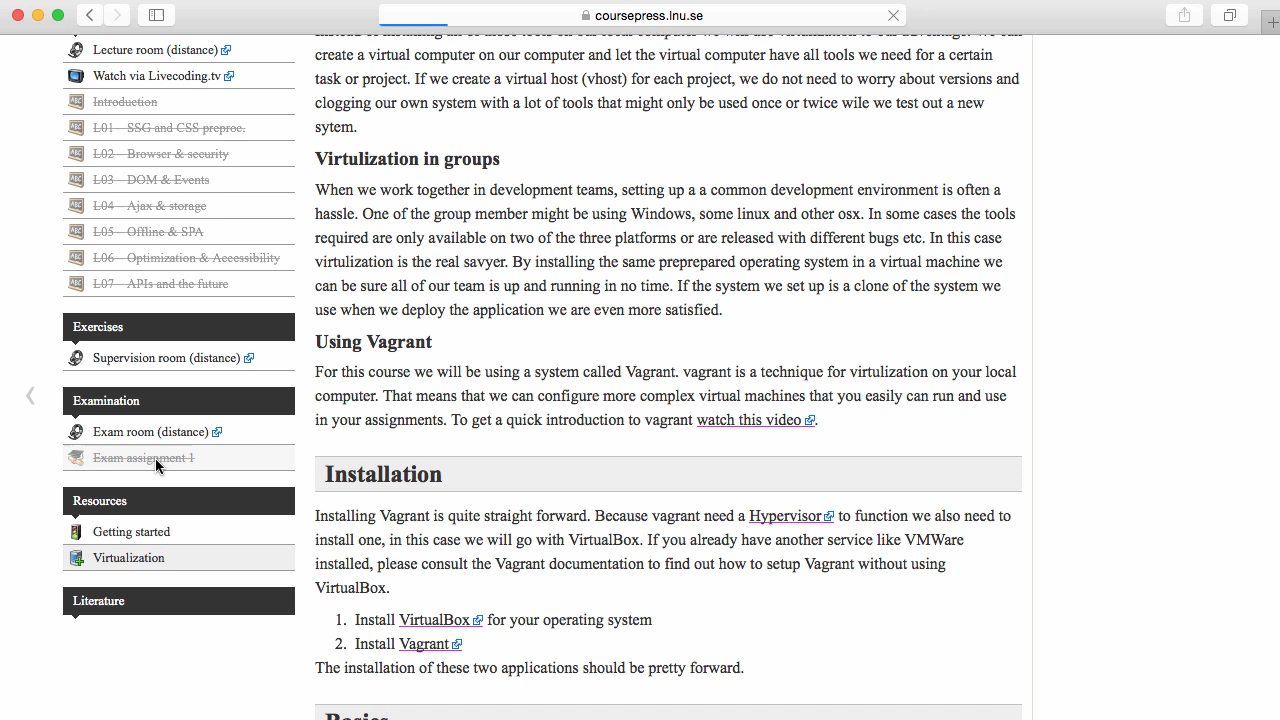 coursepress.lnu.se
Lecture room (distance)
Watch via Livecoding.tv
Introduction
L01 – SSG and CSS preproc.
L02 – Browser & security
L03 – DOM & Events
L04 – Ajax & storage
L05 – Offline & SPA
L06 – Optimization & Accessibility
L07 – APIs and the future
Exercises
Supervision room (distance)
Examination
Exam room (distance)
Exam assignment 1
Resources
Getting started
Virtualization
Literature
create a virtual computer on our computer and let the virtual computer have all tools we need for a certain
task or project. If we create a virtual host (vhost) for each project, we do not need to worry about versions and
clogging our own system with a lot of tools that might only be used once or twice wile we test out a new
sytem.
Virtulization in groups
When we work together in development teams, setting up a a common development environment is often a
hassle. One of the group member might be using Windows, some linux and other osx. In some cases the tools
required are only available on two of the three platforms or are released with different bugs etc. In this case
virtulization is the real savyer. By installing the same preprepared operating system in a virtual machine we
can be sure all of our team is up and running in no time. If the system we set up is a clone of the system we
use when we deploy the application we are even more satisfied.
Using Vagrant
For this course we will be using a system called Vagrant. vagrant is a technique for virtulization on your local
computer. That means that we can configure more complex virtual machines that you easily can run and use
in your assignments. To get a quick introduction to vagrant watch this video.
Installation
Installing Vagrant is quite straight forward. Because vagrant need a Hypervisor to function we also need to
install one, in this case we will go with VirtualBox. If you already have another service like VMWare
installed, please consult the Vagrant documentation to find out how to setup Vagrant without using
VirtualBox.
1. Install VirtualBox for your operating system
2. Install Vagrant
The installation of these two applications should be pretty forward.
Basics